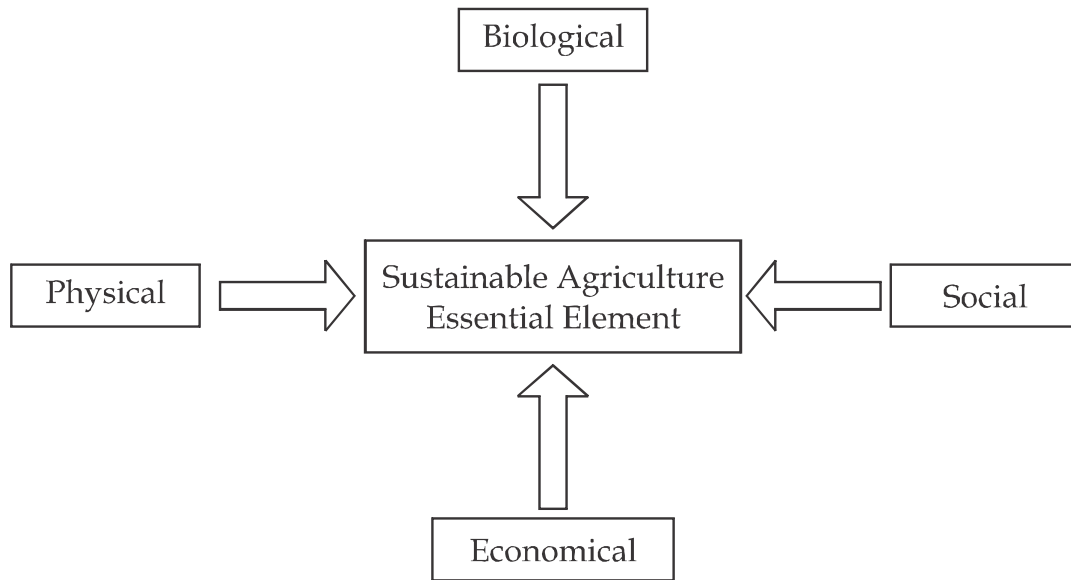 Biological
Physical
Sustainable Agriculture
Essential Element
Social
Economical